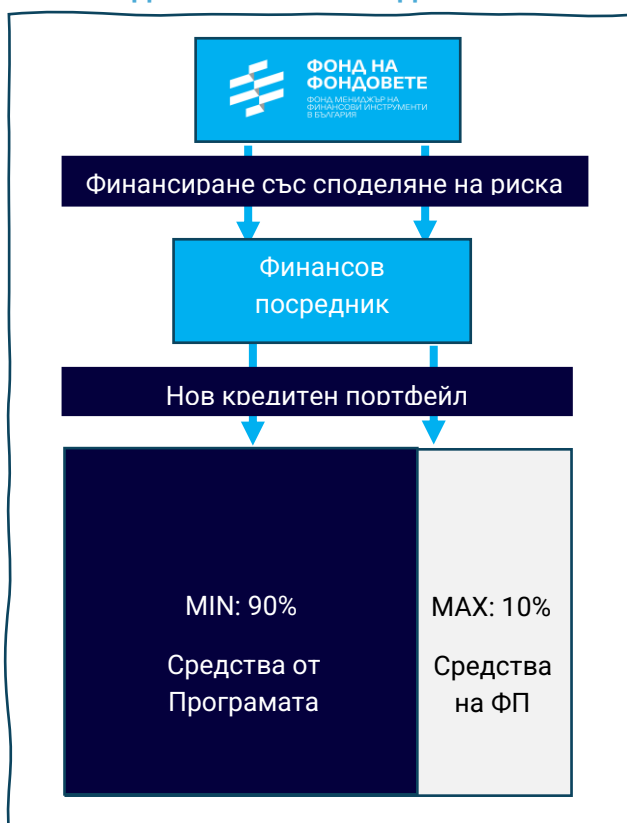 ФОНД НА
ФОНДОВЕТЕ
ФОНД МЕНИДЖЪР НА
ФИНАНСОВИ ИНСТРУМЕНТИ
В БЪЛГАРИЯ
Финансиране със споделяне на риска
Финансов
посредник
Нов кредитен портфейл
MIN: 90%
Средства от
Програмата
MAX: 10%
Средства
на ФП